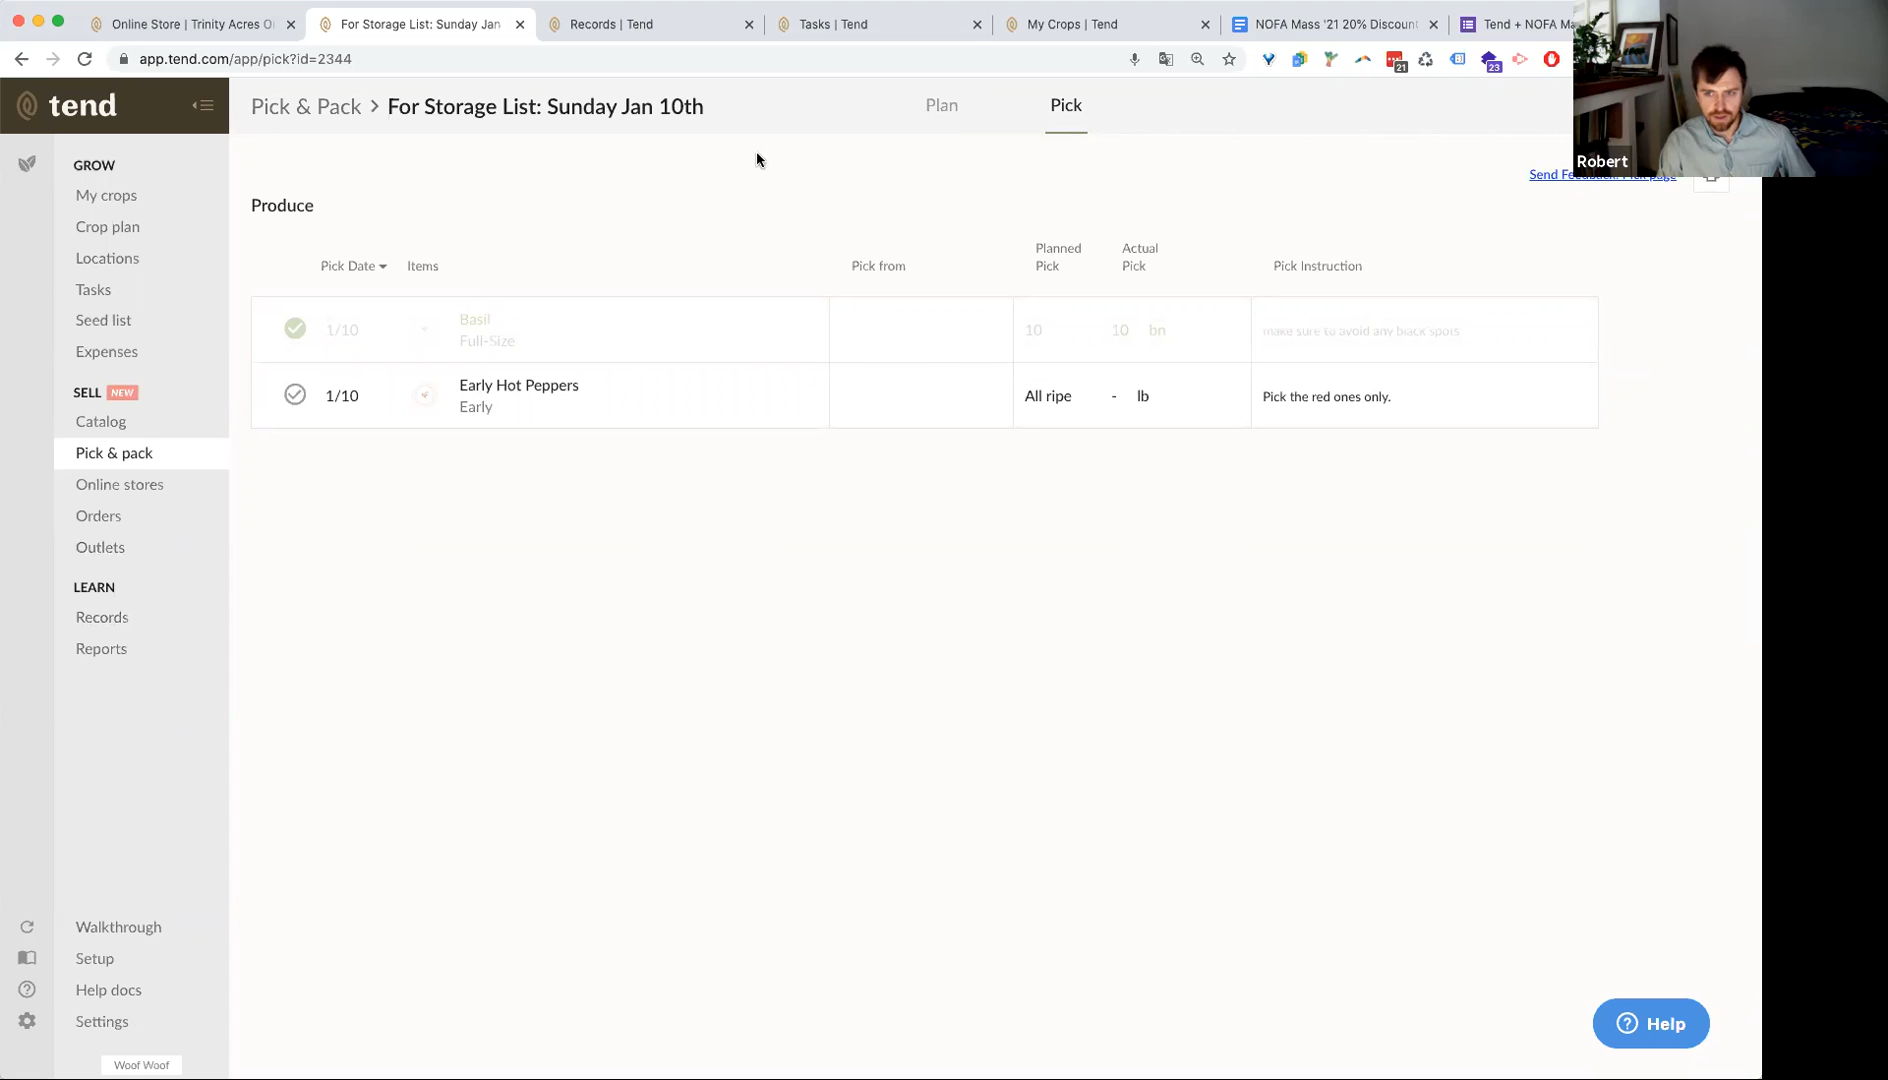 Online Store | Trinity Acres O
For Storage List: Sunday Jan
Records | Tend
Tasks | Tend
My Crops | Tend
NOFA Mass '21 20% Discoun
Tend + NOFA Ma
app.tend.com/app/pick?id=2344
21
23
tend
Pick & Pack > For Storage List: Sunday Jan 10th
Plan
Pick
Robert
GROW
My crops
Crop plan
Locations
Tasks
Seed list
Expenses
SELL NEW
Catalog
Pick & pack
Online stores
Orders
Outlets
LEARN
Records
Reports
Walkthrough
Setup
Help docs
Settings
Woof Woof
Send Feedback: Pick page
Produce
Pick Date
Items
Pick from
Planned
Pick
Actual
Pick
Pick Instruction
1/10
Basil
Full-Size
10
10 bn
make sure to avoid any black spots
1/10
Early Hot Peppers
Early
All ripe
- lb
Pick the red ones only.
Help